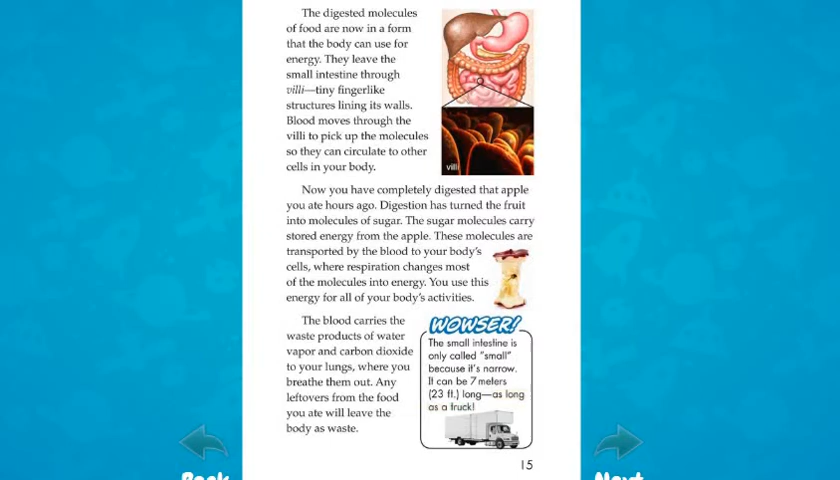 The digested molecules
of food are now in a form
that the body can use for
energy. They leave the
small intestine through
villi—tiny fingerlike
structures lining its walls.
Blood moves through the
villi to pick up the molecules
so they can circulate to other
cells in your body.
villi
Now you have completely digested that apple
you ate hours ago. Digestion has turned the fruit
into molecules of sugar. The sugar molecules carry
stored energy from the apple. These molecules are
transported by the blood to your body's
cells, where respiration changes most
of the molecules into energy. You use this
energy for all of your body's activities.
The blood carries the
waste products of water
vapor and carbon dioxide
to your lungs, where you
breathe them out. Any
leftovers from the food
you ate will leave the
body as waste.
WOWSER!
The small intestine is
only called "small"
because it's narrow.
It can be 7 meters
(23 ft.) long—as long
as a truck!
15
Back
Next